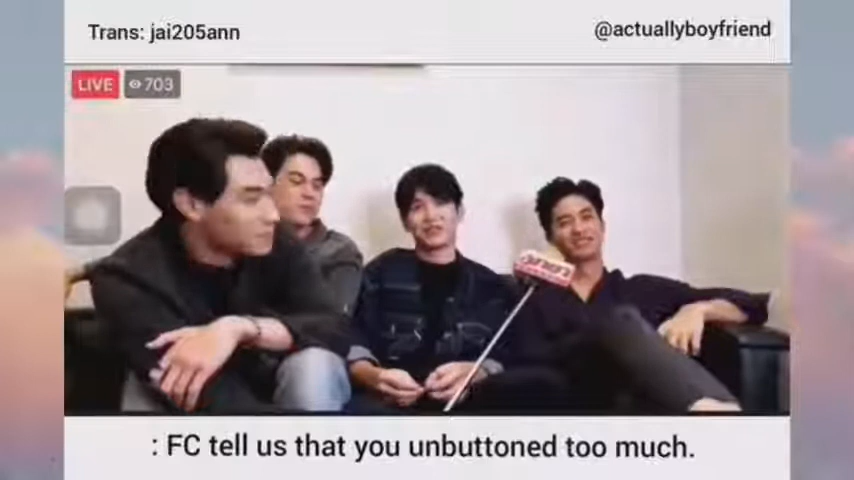 Trans: jai205ann
@actuallyboyfriend
LIVE 703
: FC tell us that you unbuttoned too much.